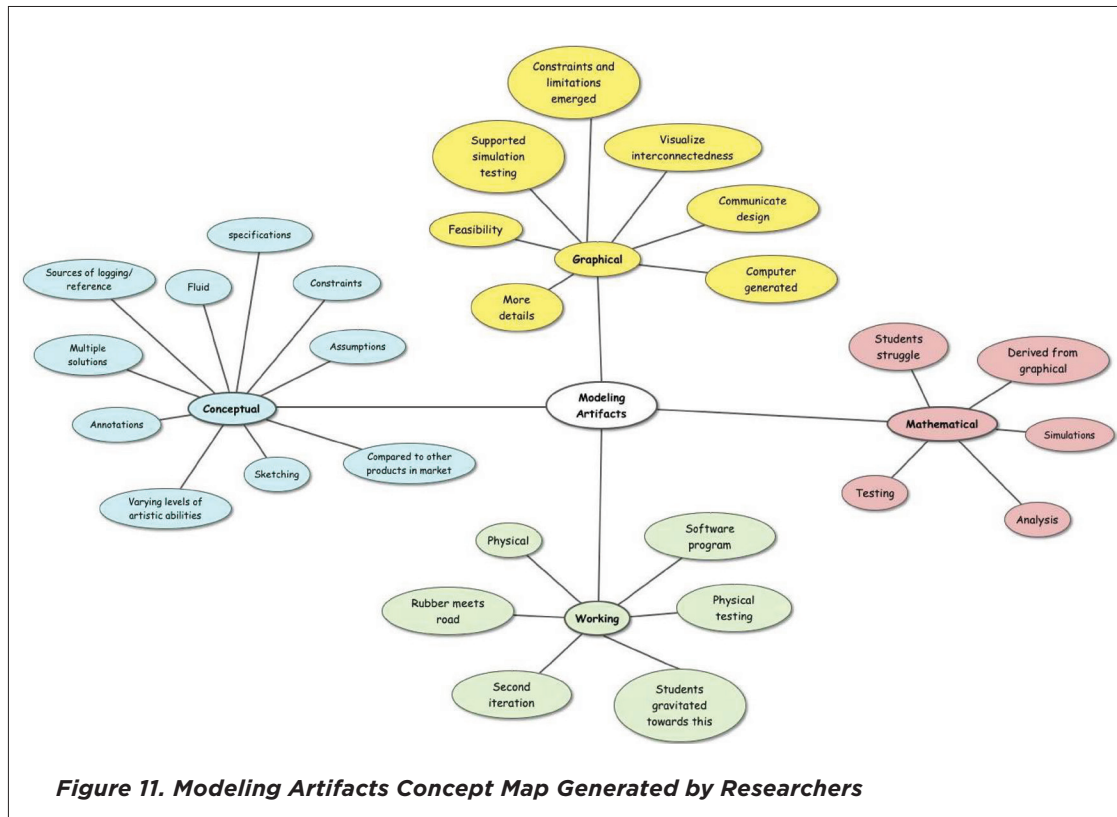 Constraints and
limitations
emerged
Supported
simulation
testing
Visualize
interconnectedness
Feasibility
Communicate
design
Graphical
More
details
Computer
generated
specifications
Sources of logging/
reference
Fluid
Constraints
Multiple
solutions
Assumptions
Conceptual
Annotations
Sketching
Compared to other
products in market
Varying levels of
artistic abilities
Modeling
Artifacts
Students
struggle
Derived from
graphical
Mathematical
Simulations
Testing
Analysis
Physical
Software
program
Rubber meets
road
Working
Physical
testing
Second
iteration
Students
gravitated
towards this
Figure 11. Modeling Artifacts Concept Map Generated by Researchers